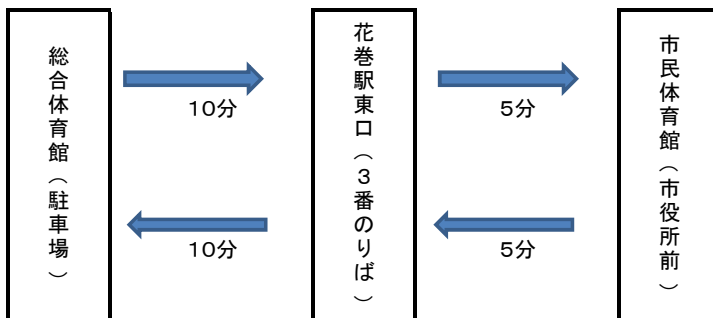 総合体育館（駐車場）
10分
花巻駅東口（３番のりば）
5分
市民体育館（市役所前）
10分
5分